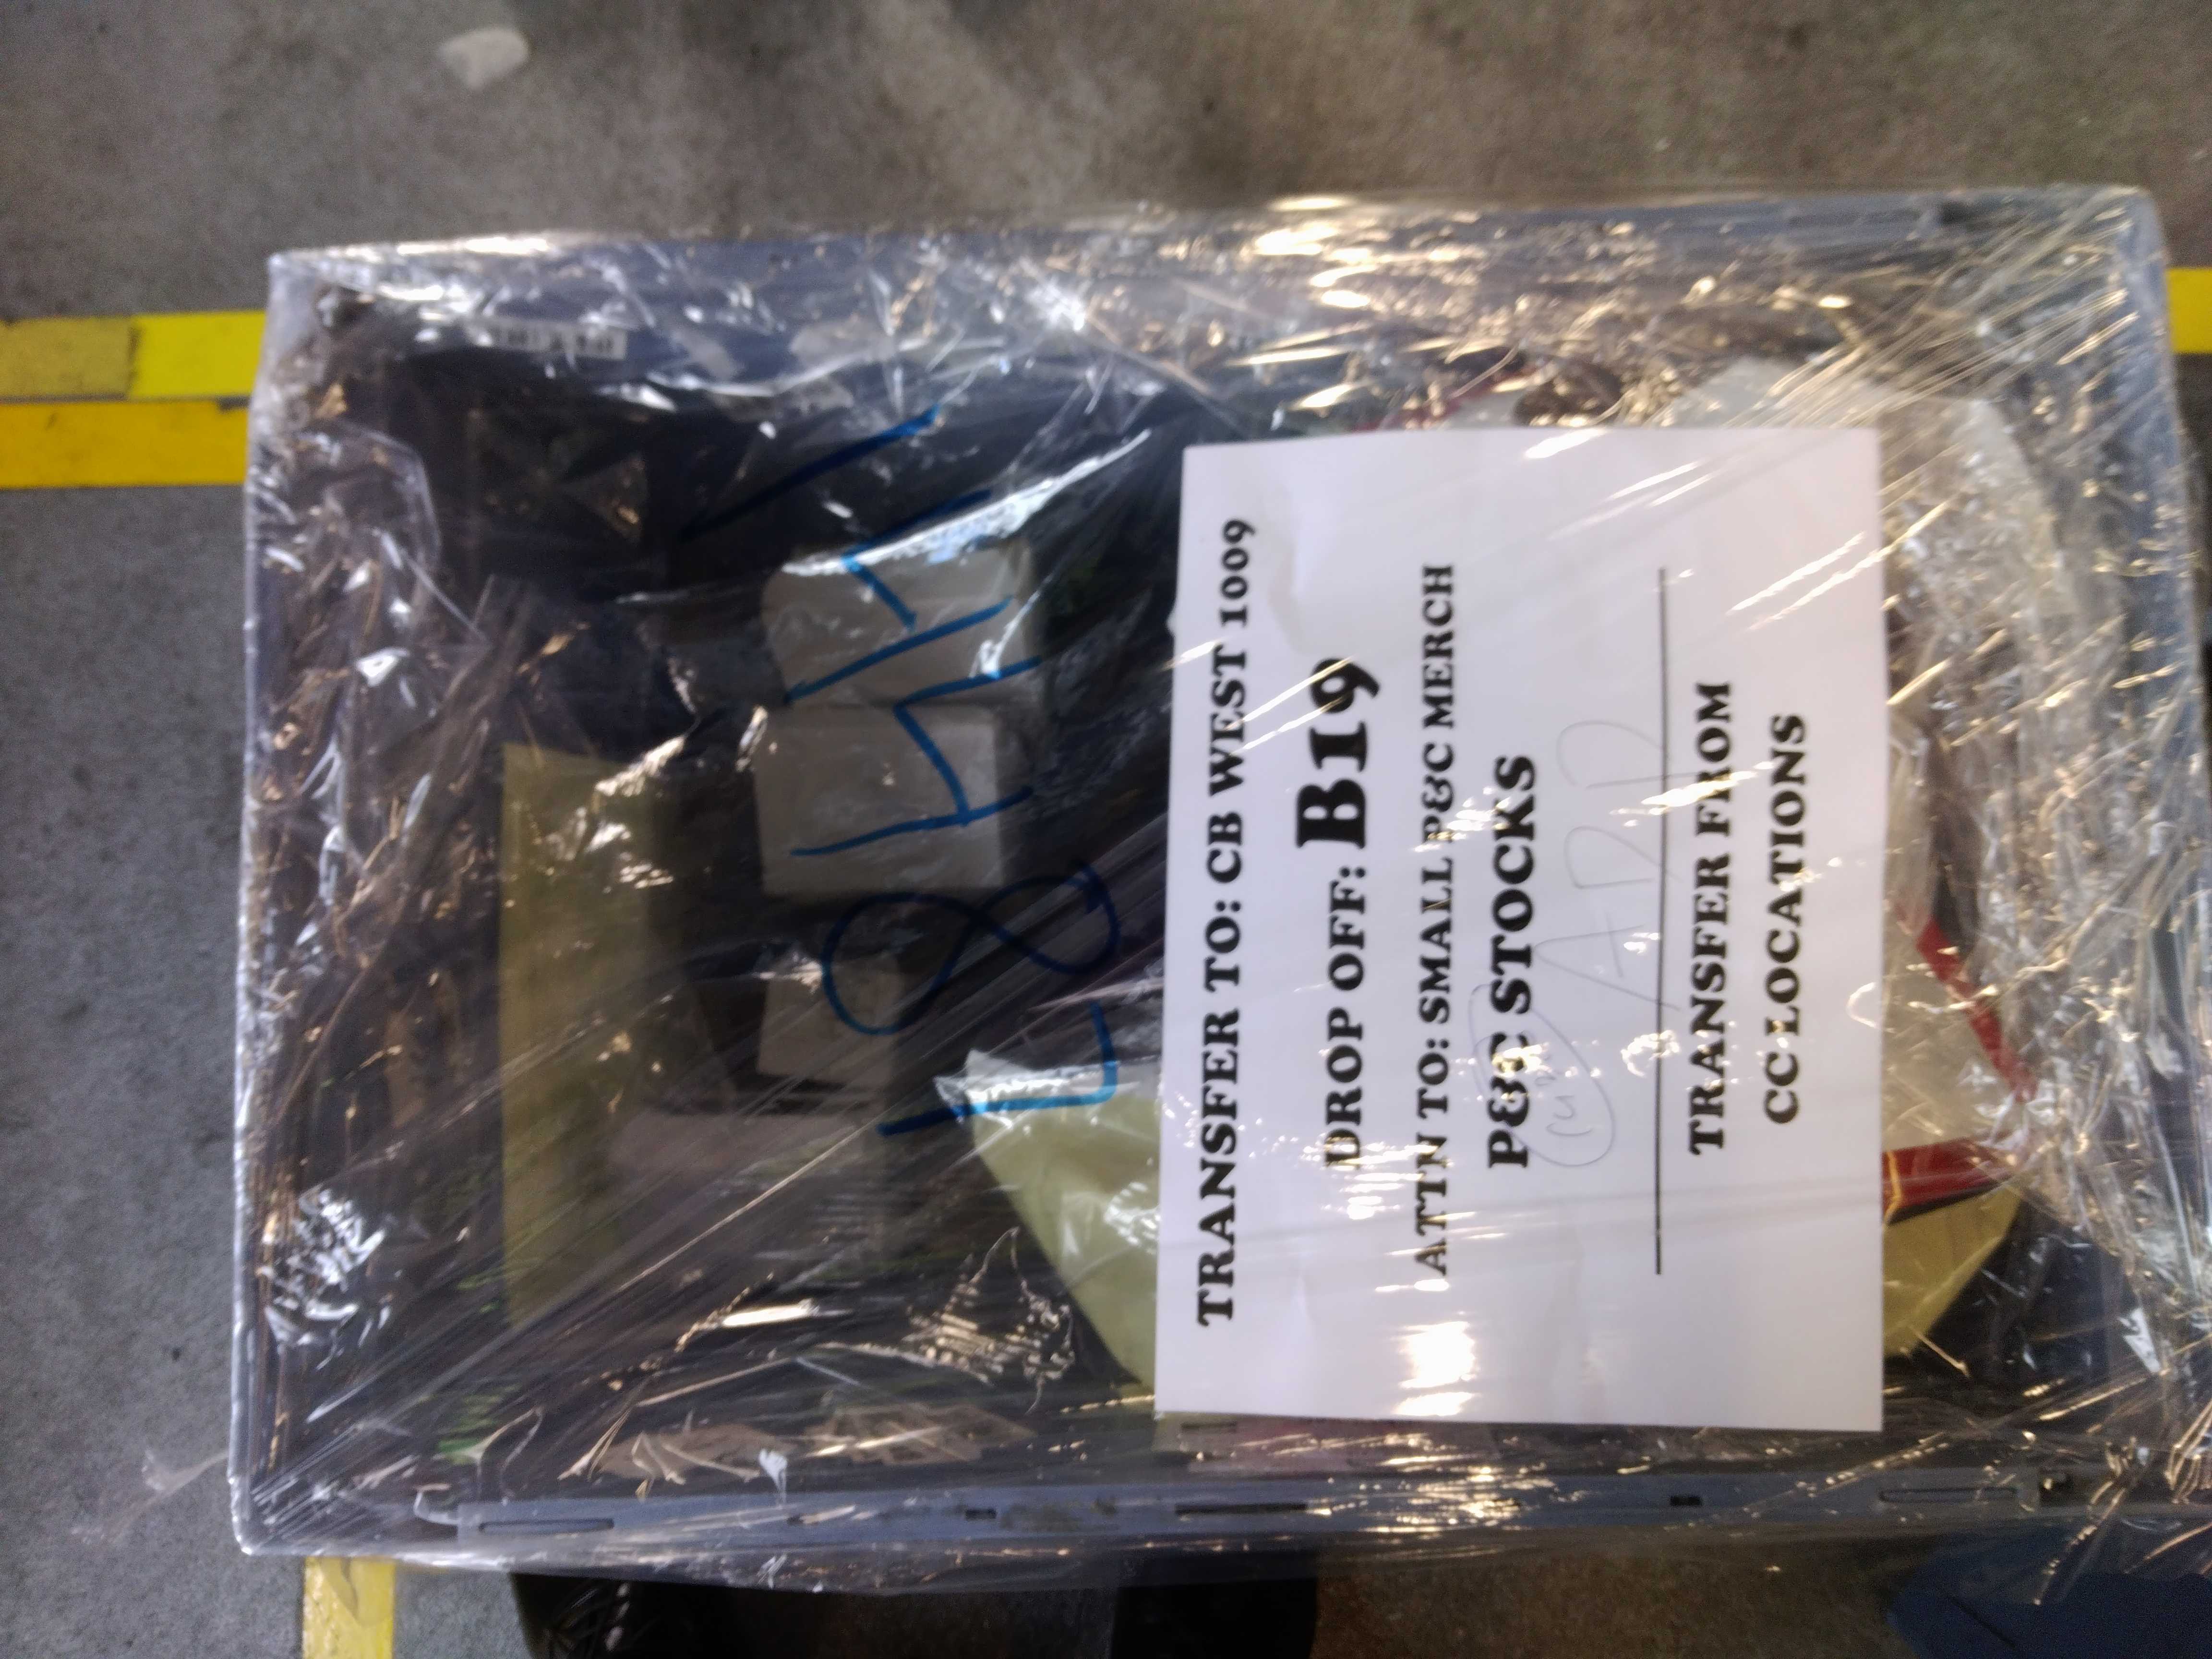 TRANSFER TO: CB WEST 1009
DROP OFF: B19
ATTN TO: SMALL P&C MERCH
P&C STOCKS
TRANSFER FROM
CC LOCATIONS